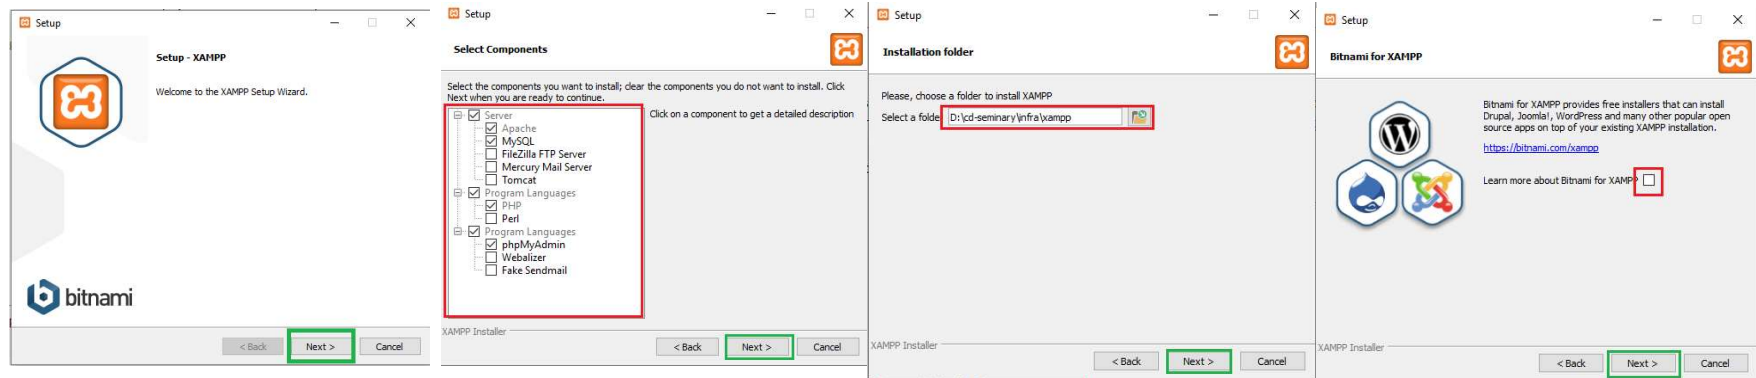 Setup
Setup - XAMPP
Welcome to the XAMPP Setup Wizard.
bitnami
< Back
Next >
Cancel
Setup
Select Components
Select the components you want to install; clear the components you do not want to install. Click
Next when you are ready to continue.
Server
Apache
MySQL
FileZilla FTP Server
Mercury Mail Server
Tomcat
Program Languages
PHP
Perl
Program Languages
phpMyAdmin
Webalizer
Fake Sendmail
Click on a component to get a detailed description
XAMPP Installer
< Back
Next >
Cancel
Setup
Installation folder
Please, choose a folder to install XAMPP
Select a folde
D:\cd-seminary\infra\xampp
XAMPP Installer
< Back
Next >
Cancel
Setup
Bitnami for XAMPP
Bitnami for XAMPP provides free installers that can install
Drupal, Joomla!, WordPress and many other popular open
source apps on top of your existing XAMPP installation.
https://bitnami.com/xampp
Learn more about Bitnami for XAMPP
XAMPP Installer
< Back
Next >
Cancel